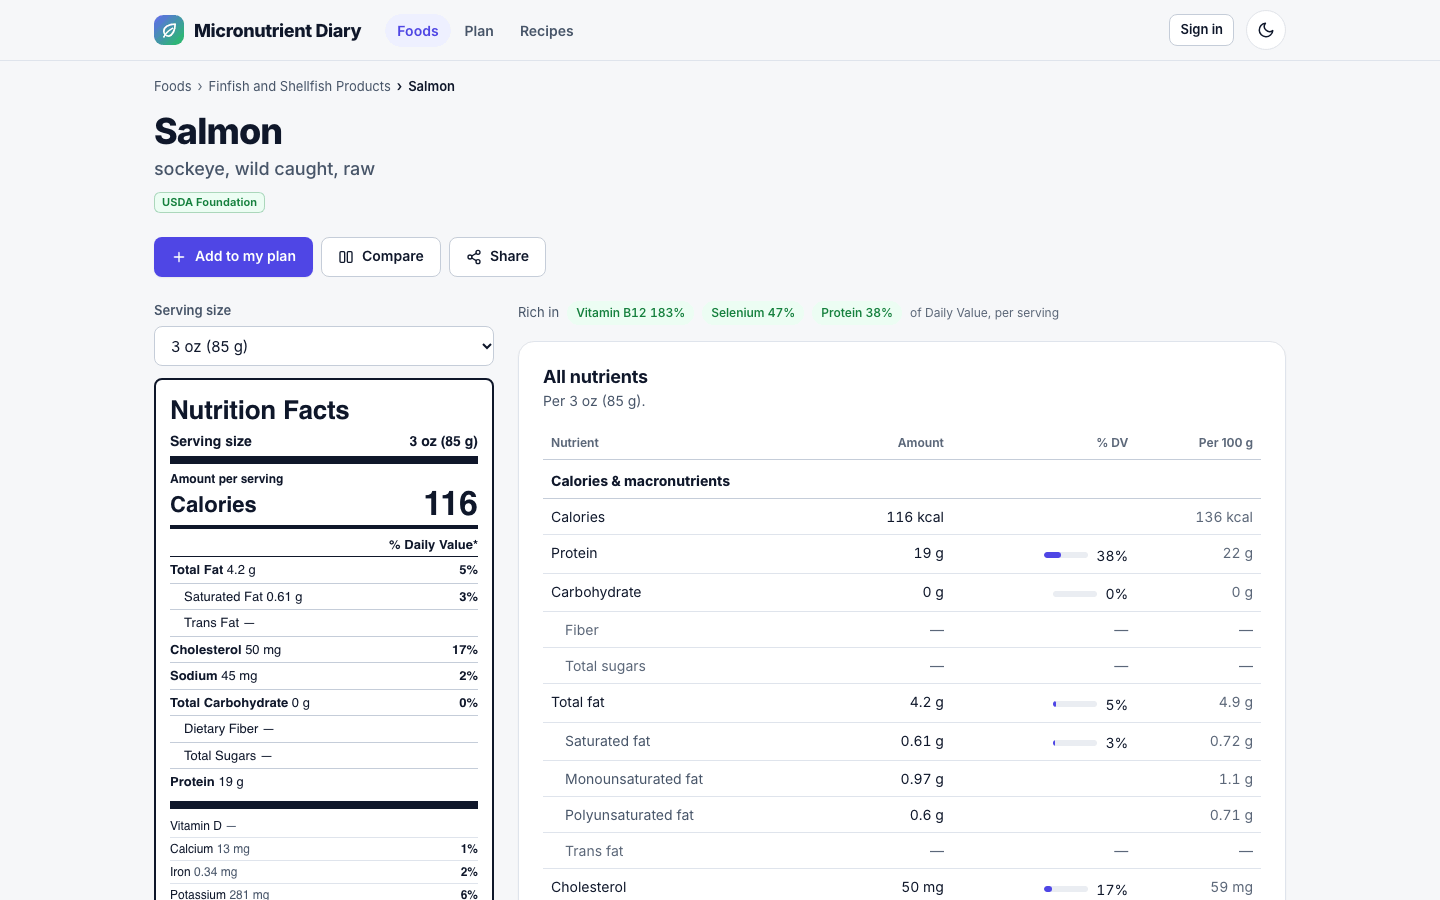 Micronutrient Diary
Foods
Plan
Recipes
Sign in
Foods › Finfish and Shellfish Products › Salmon
Salmon
sockeye, wild caught, raw
USDA Foundation
+ Add to my plan
Compare
Share
Serving size
3 oz (85 g)
Nutrition Facts
Serving size 3 oz (85 g)
Amount per serving
Calories 116
% Daily Value*
Total Fat 4.2 g 5%
Saturated Fat 0.61 g 3%
Trans Fat —
Cholesterol 50 mg 17%
Sodium 45 mg 2%
Total Carbohydrate 0 g 0%
Dietary Fiber —
Total Sugars —
Protein 19 g
Vitamin D —
Calcium 13 mg 1%
Iron 0.34 mg 2%
Potassium 281 mg 6%
Rich in Vitamin B12 183% Selenium 47% Protein 38% of Daily Value, per serving
All nutrients
Per 3 oz (85 g).
Nutrient Amount % DV Per 100 g
Calories & macronutrients
Calories 116 kcal 136 kcal
Protein 19 g 38% 22 g
Carbohydrate 0 g 0% 0 g
Fiber — — —
Total sugars — — —
Total fat 4.2 g 5% 4.9 g
Saturated fat 0.61 g 3% 0.72 g
Monounsaturated fat 0.97 g 1.1 g
Polyunsaturated fat 0.6 g 0.71 g
Trans fat — — —
Cholesterol 50 mg 17% 59 mg